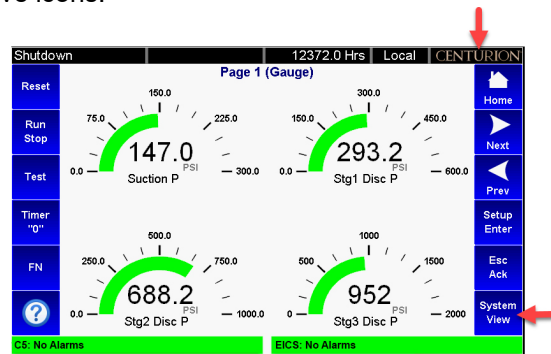 Shutdown 12372.0 Hrs Local CENTURION
Page 1 (Gauge)
Reset
Run
Stop
Test
Timer
"0"
FN
?
0.0 75.0 150.0 225.0 300.0
147.0
PSI
Suction P
0.0 150.0 300.0 450.0 600.0
293.2
PSI
Stg1 Disc P
0.0 250.0 500.0 750.0 1000.0
688.2
PSI
Stg2 Disc P
0 500 1000 1500 2000
952
PSI
Stg3 Disc P
Home
Next
Prev
Setup
Enter
Esc
Ack
System
View
C5: No Alarms
EICS: No Alarms